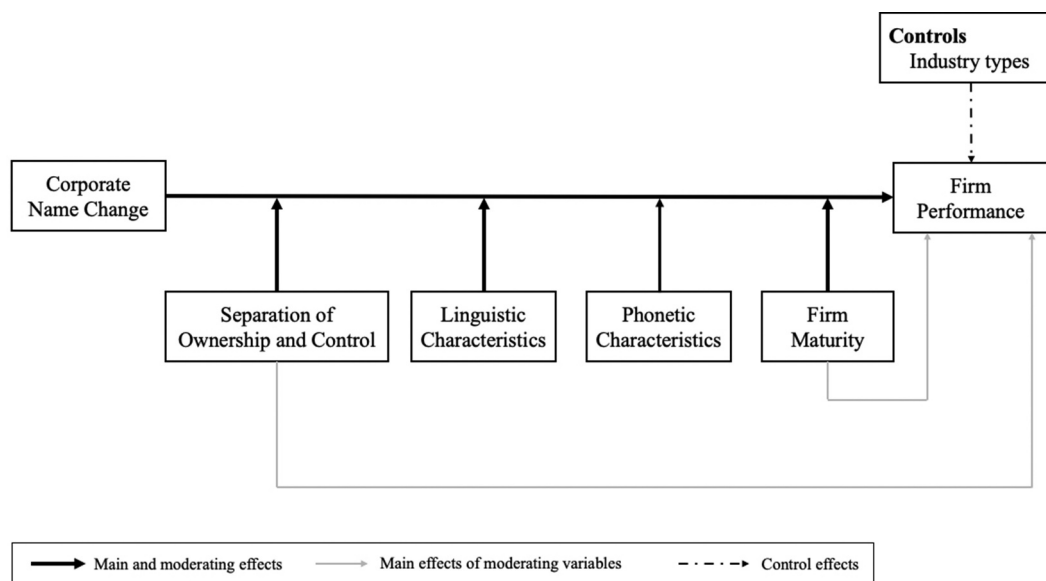 Controls
Industry types
Corporate
Name Change
Firm
Performance
Separation of
Ownership and Control
Linguistic
Characteristics
Phonetic
Characteristics
Firm
Maturity
Main and moderating effects
Main effects of moderating variables
Control effects